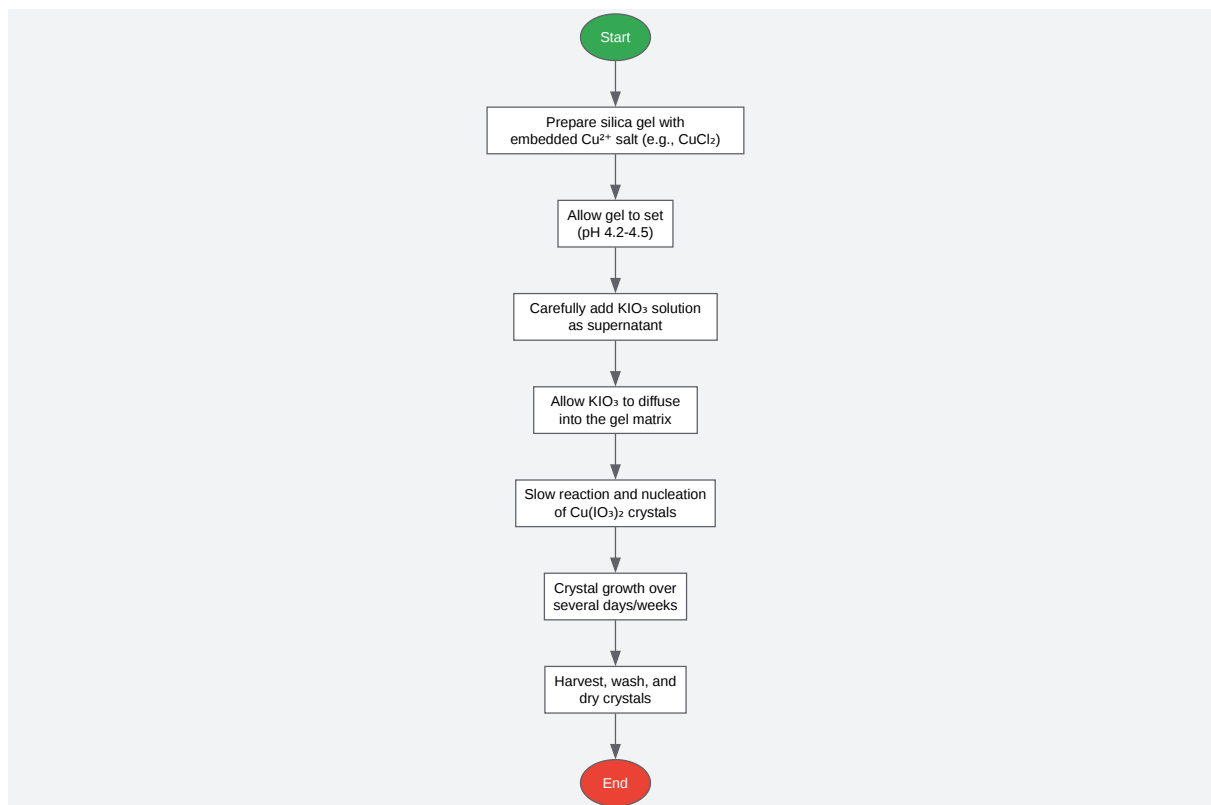 Start
Prepare silica gel with
embedded Cu²⁺ salt (e.g., CuCl₂)
Allow gel to set
(pH 4.2-4.5)
Carefully add KIO₃ solution
as supernatant
Allow KIO₃ to diffuse
into the gel matrix
Slow reaction and nucleation
of Cu(IO₃)₂ crystals
Crystal growth over
several days/weeks
Harvest, wash, and
dry crystals
End